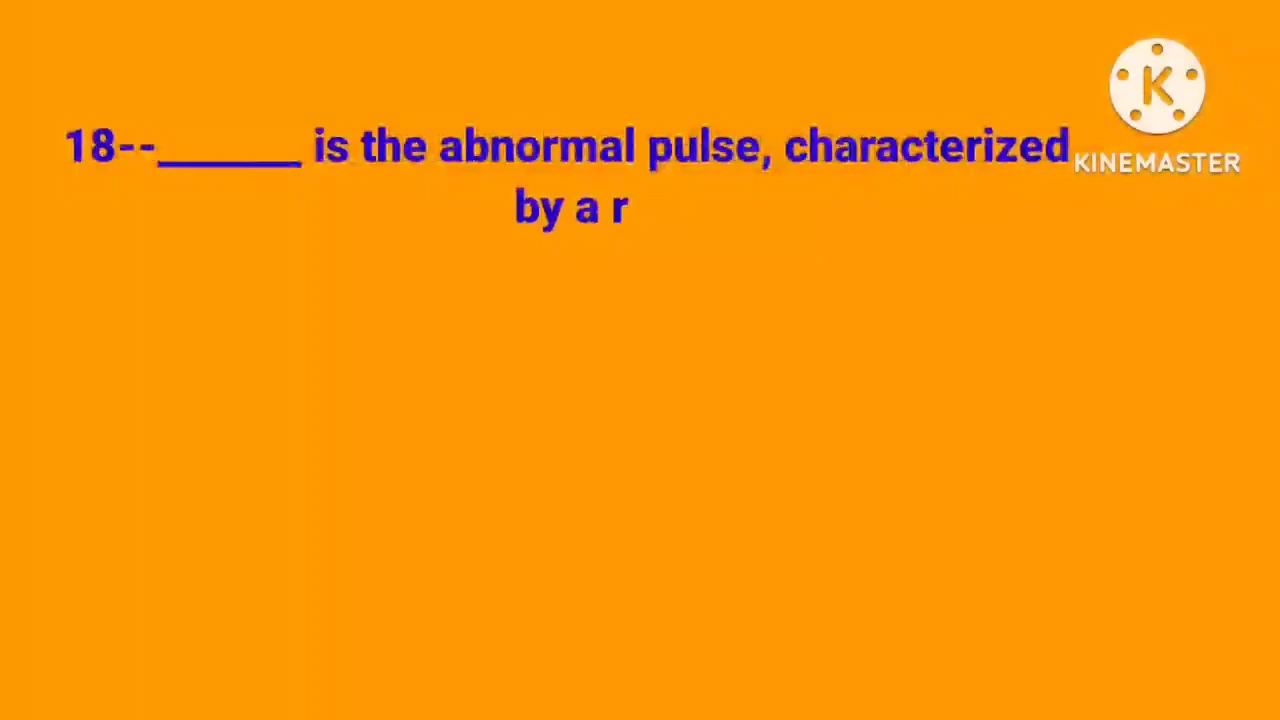 18--______ is the abnormal pulse, characterized
by a r
K
KINEMASTER